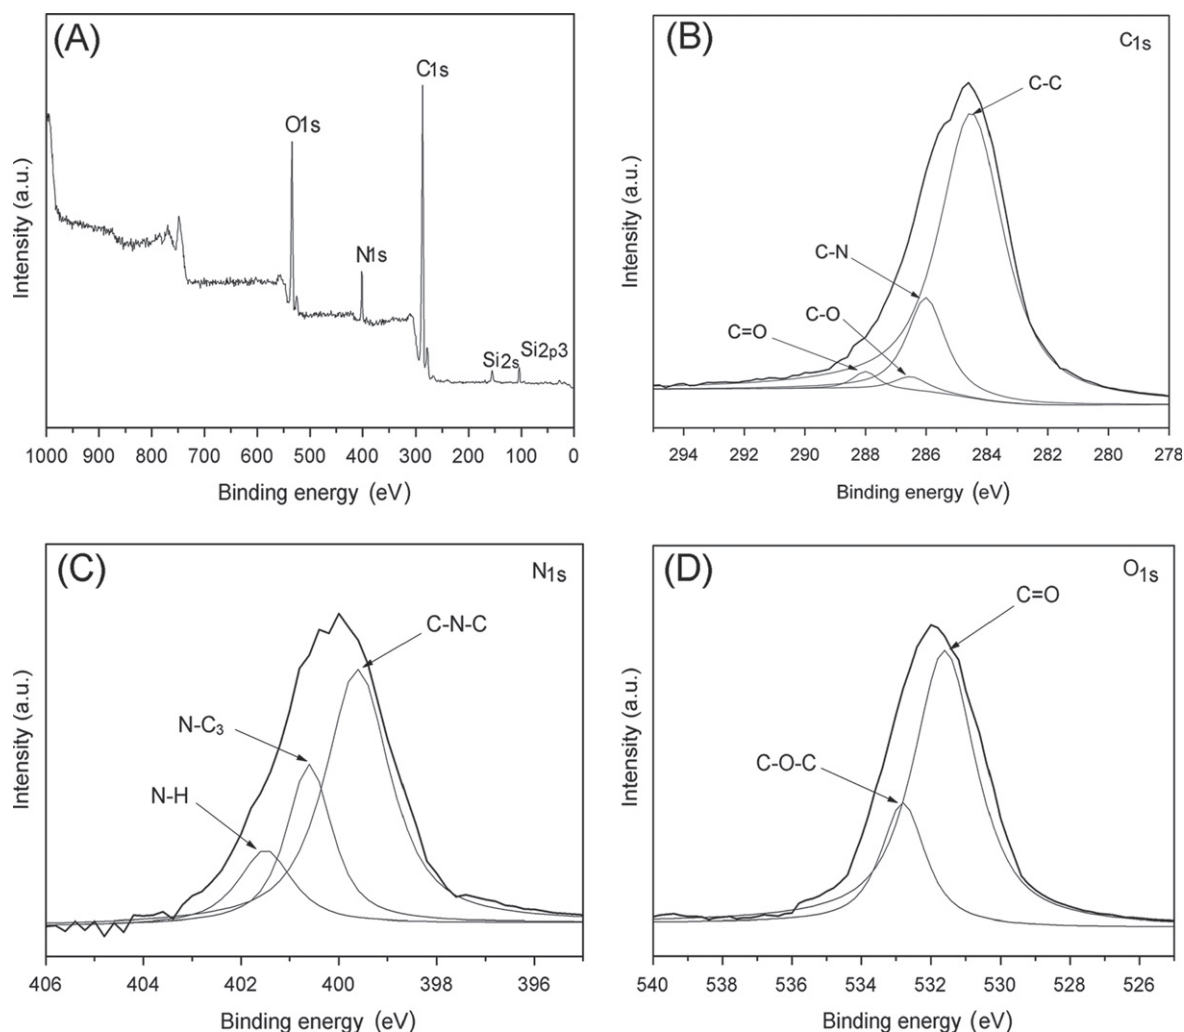 (A)
C1s
O1s
N1s
Si2s
Si2p3
Intensity (a.u.)
1000 900 800 700 600 500 400 300 200 100 0
Binding energy (eV)
(B)
C1s
C-C
C-N
C-O
C=O
Intensity (a.u.)
294 292 290 288 286 284 282 280 278
Binding energy (eV)
(C)
N1s
C-N-C
N-C3
N-H
Intensity (a.u.)
406 404 402 400 398 396
Binding energy (eV)
(D)
O1s
C=O
C-O-C
Intensity (a.u.)
540 538 536 534 532 530 528 526
Binding energy (eV)